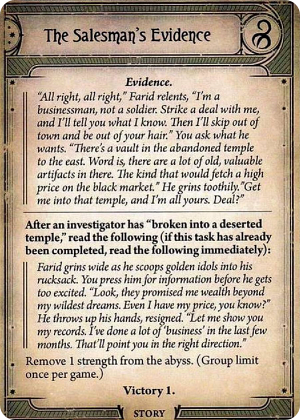 The Salesman's Evidence
Evidence.
"All right, all right," Farid relents, "I'm a
businessman, not a soldier. Strike a deal with me,
and I'll tell you what I know. Then I'll skip out of
town and be out of your hair." You ask what he
wants. "There's a vault in the abandoned temple
to the east. Word is, there are a lot of old, valuable
artifacts in there. The kind that would fetch a high
price on the black market." He grins toothily."Get
me into that temple, and I'm all yours. Deal?"
After an investigator has "broken into a deserted
temple," read the following (if this task has already
been completed, read the following immediately):
Farid grins wide as he scoops golden idols into his
rucksack. You press him for information before he gets
too excited. "Look, they promised me wealth beyond
my wildest dreams. Even I have my price, you know?"
He throws up his hands, resigned. "Let me show you
my records. I've done a lot of 'business' in the last few
months. That'll point you in the right direction."
Remove 1 strength from the abyss. (Group limit
once per game.)
Victory 1.
STORY